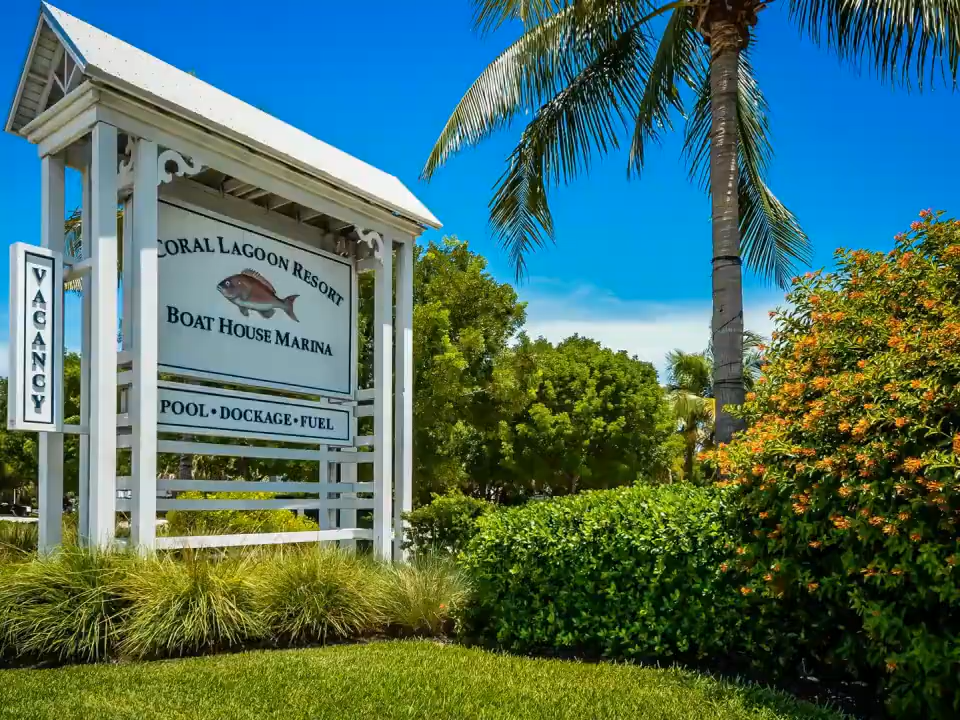 CORAL LAGOON RESORT
BOAT HOUSE MARINA
POOL • DOCKAGE • FUEL
VACANCY